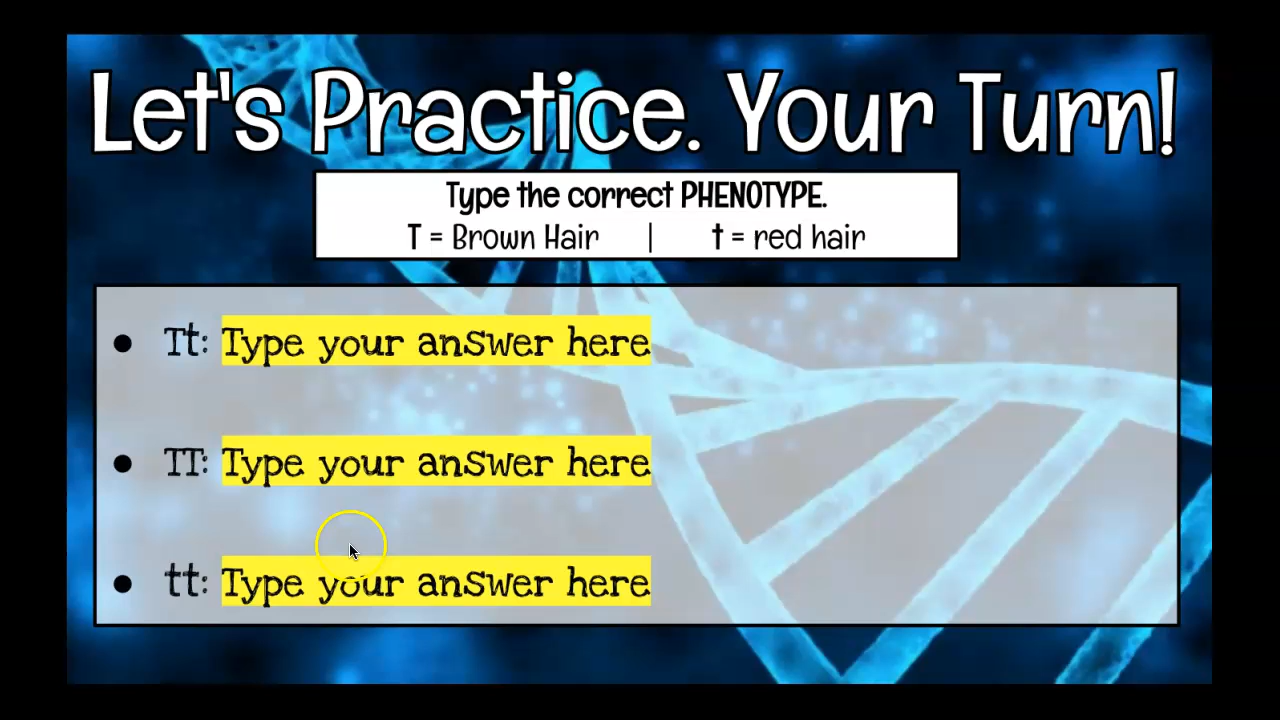 Let's Practice. Your Turn!
Type the correct PHENOTYPE.
T = Brown Hair | t = red hair
● Tt: Type your answer here
● TT: Type your answer here
● tt: Type your answer here